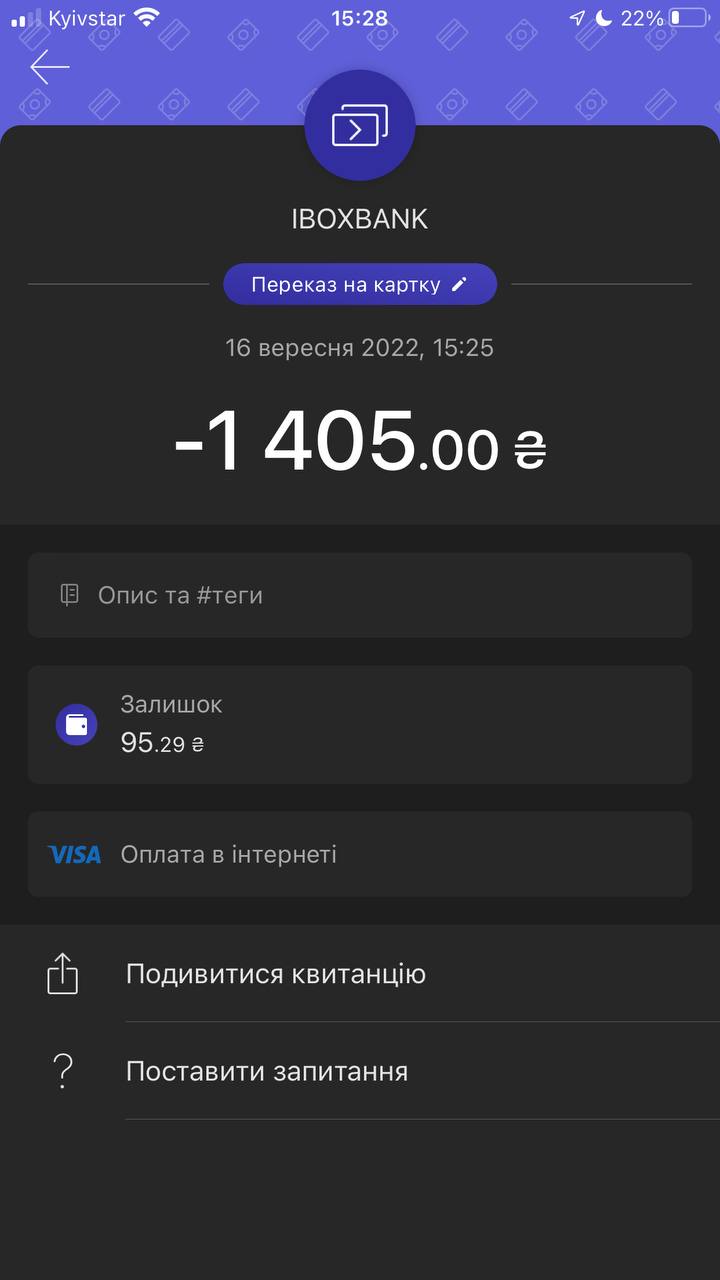 Kyivstar 15:28 22%
IBOXBANK
Переказ на картку
16 вересня 2022, 15:25
-1 405.00 ₴
Опис та #теги
Залишок
95.29 ₴
VISA Оплата в інтернеті
Подивитися квитанцію
Поставити запитання